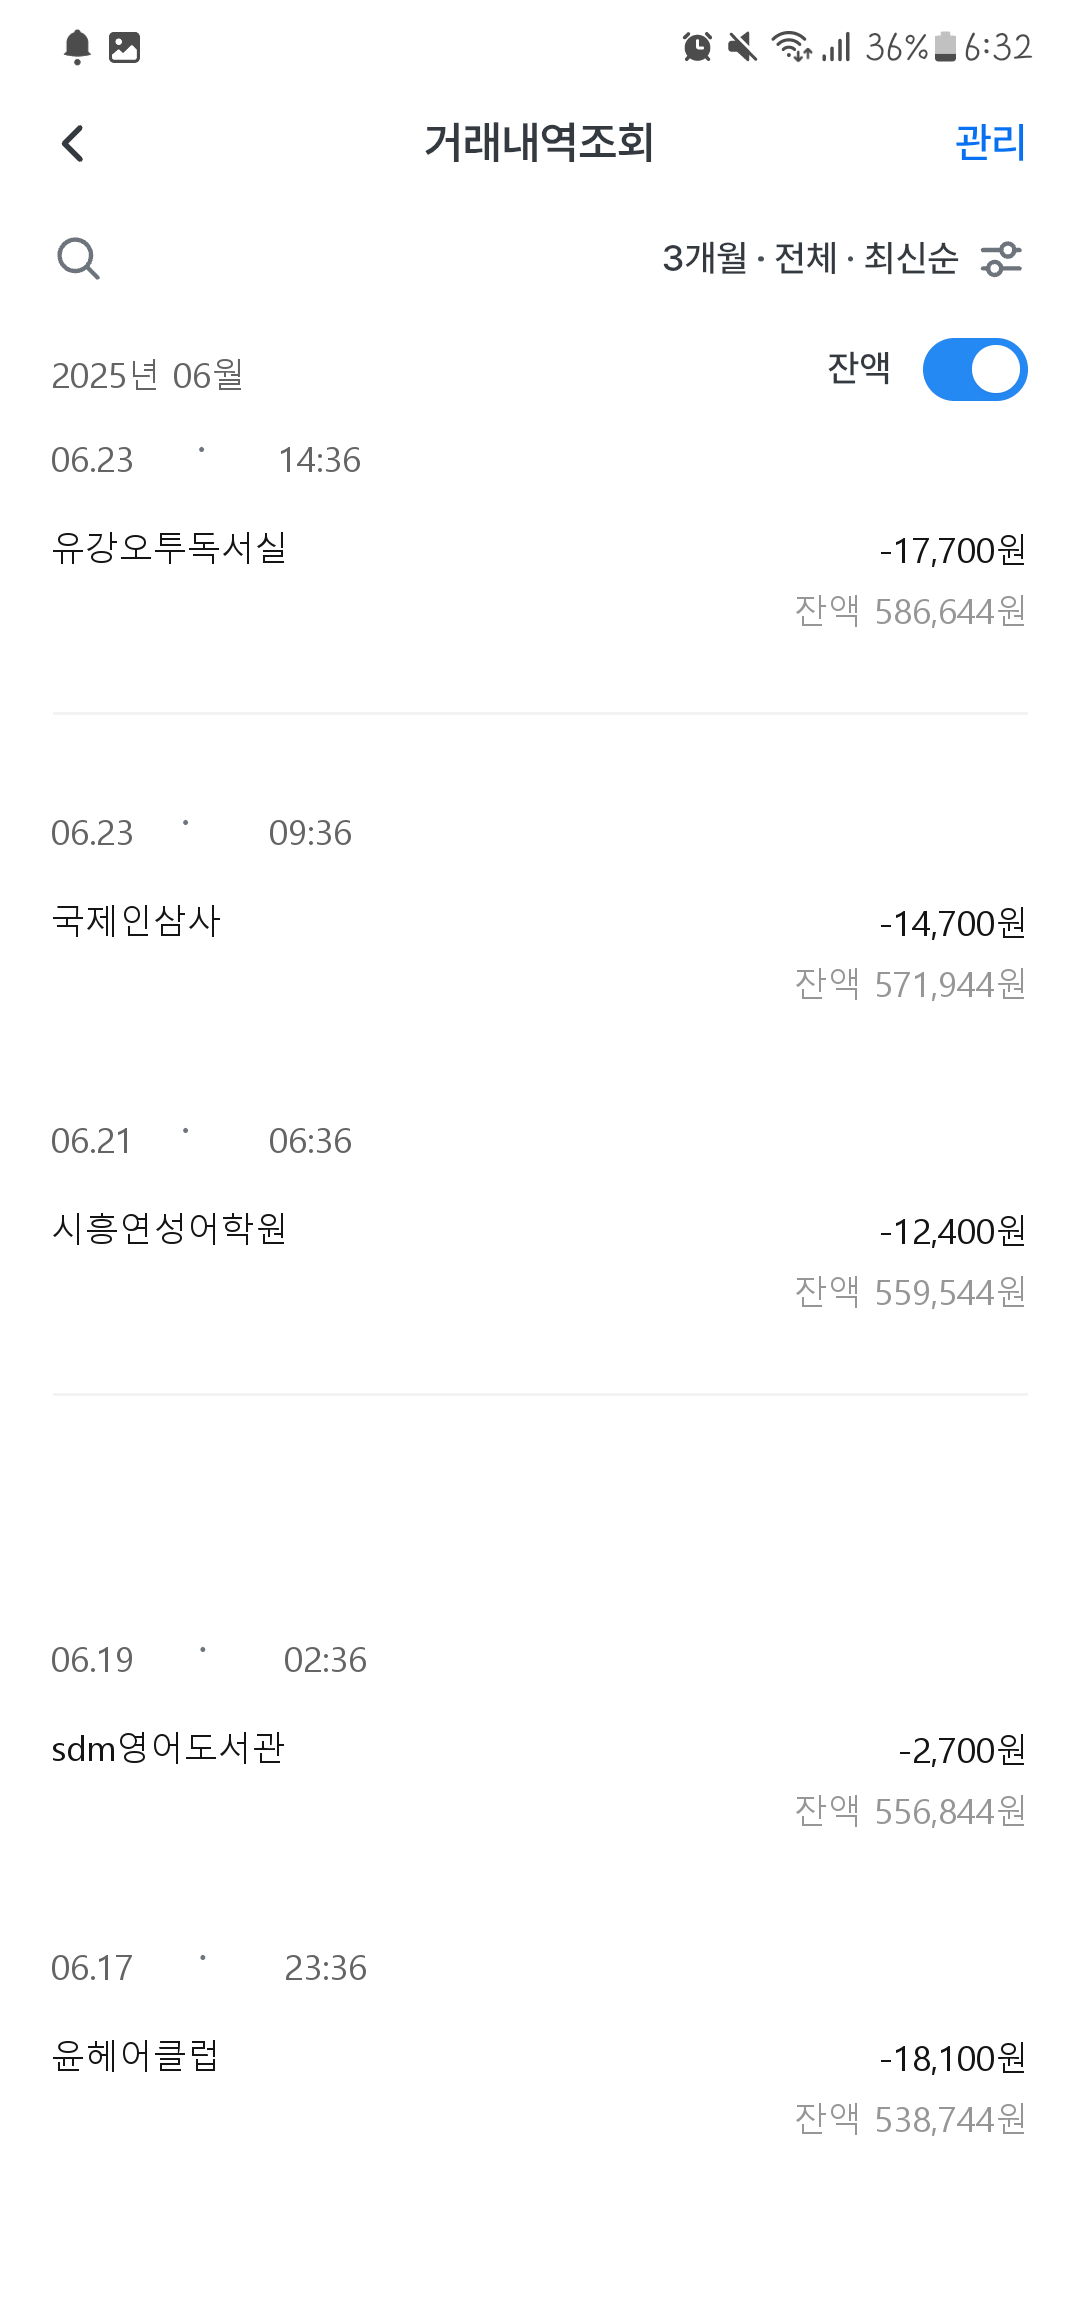 36% 6:32
거래내역조회 관리
3개월 · 전체 · 최신순
2025년 06월 잔액
06.23 · 14:36
유강오투독서실 -17,700원
잔액 586,644원
06.23 · 09:36
국제인삼사 -14,700원
잔액 571,944원
06.21 · 06:36
시흥연성어학원 -12,400원
잔액 559,544원
06.19 · 02:36
sdm영어도서관 -2,700원
잔액 556,844원
06.17 · 23:36
윤헤어클럽 -18,100원
잔액 538,744원